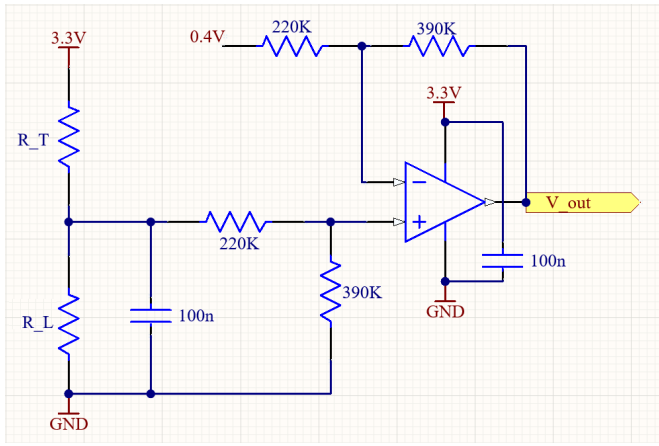 3.3V
0.4V
220K
390K
R_T
3.3V
V_out
220K
100n
390K
R_L
100n
GND
GND